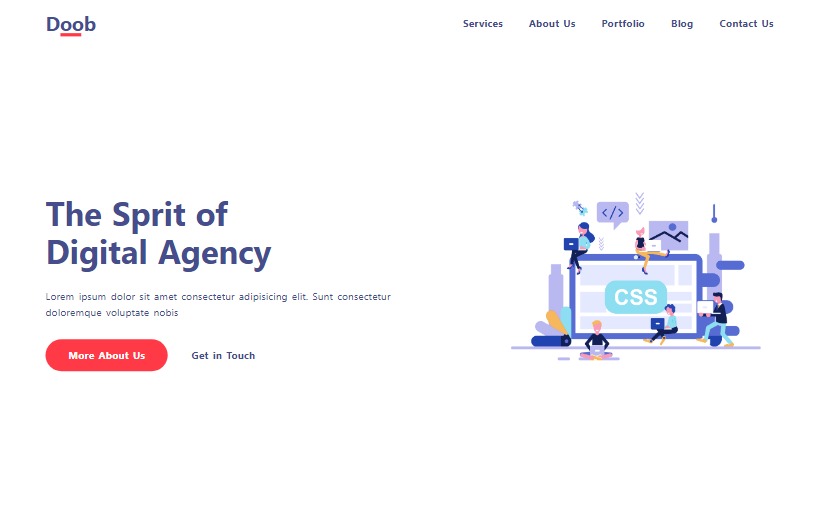 Doob
Services About Us Portfolio Blog Contact Us
The Sprit of
Digital Agency
Lorem ipsum dolor sit amet consectetur adipisicing elit. Sunt consectetur
doloremque voluptate nobis
More About Us Get in Touch
</>
CSS